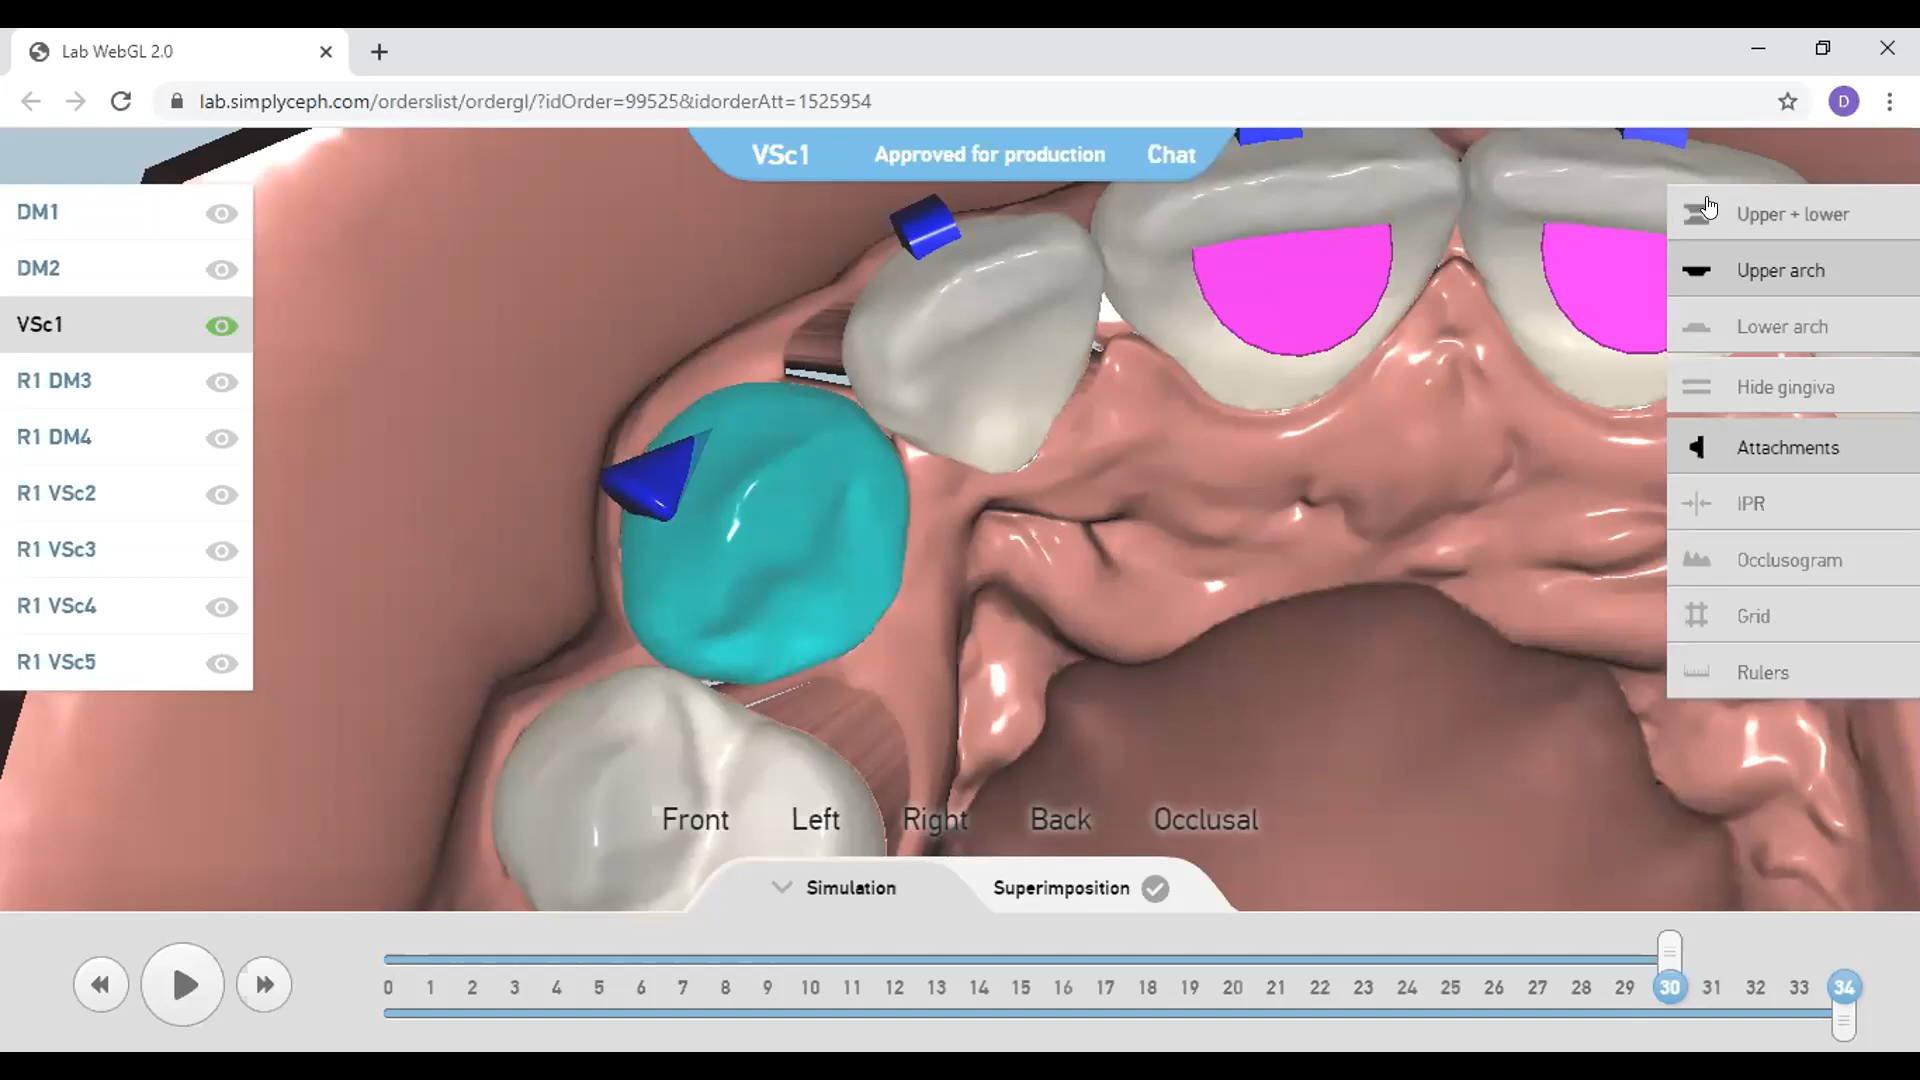 Lab WebGL 2.0
lab.simplyceph.com/orderslist/ordergl/?idOrder=99525&idorderAtt=1525954
D
VSc1 Approved for production Chat
DM1
DM2
VSc1
R1 DM3
R1 DM4
R1 VSc2
R1 VSc3
R1 VSc4
R1 VSc5
Upper + lower
Upper arch
Lower arch
Hide gingiva
Attachments
IPR
Occlusogram
Grid
Rulers
Front Left Right Back Occlusal
Simulation Superimposition
0 1 2 3 4 5 6 7 8 9 10 11 12 13 14 15 16 17 18 19 20 21 22 23 24 25 26 27 28 29 30 31 32 33 34